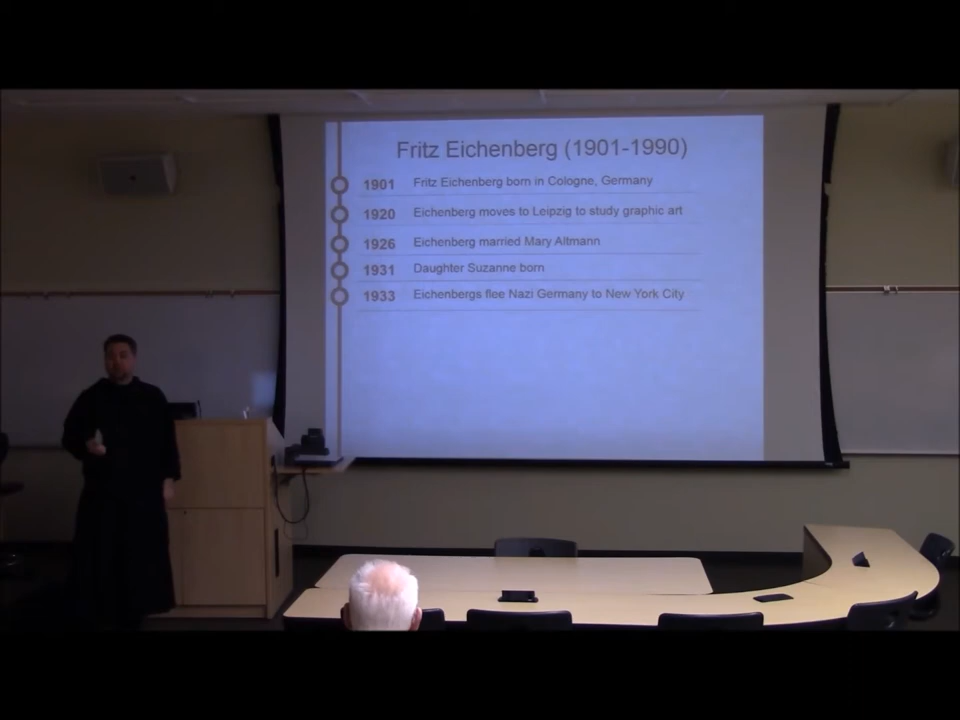 Fritz Eichenberg (1901-1990)
1901 Fritz Eichenberg born in Cologne, Germany
1920 Eichenberg moves to Leipzig to study graphic art
1926 Eichenberg married Mary Altmann
1931 Daughter Suzanne born
1933 Eichenbergs flee Nazi Germany to New York City